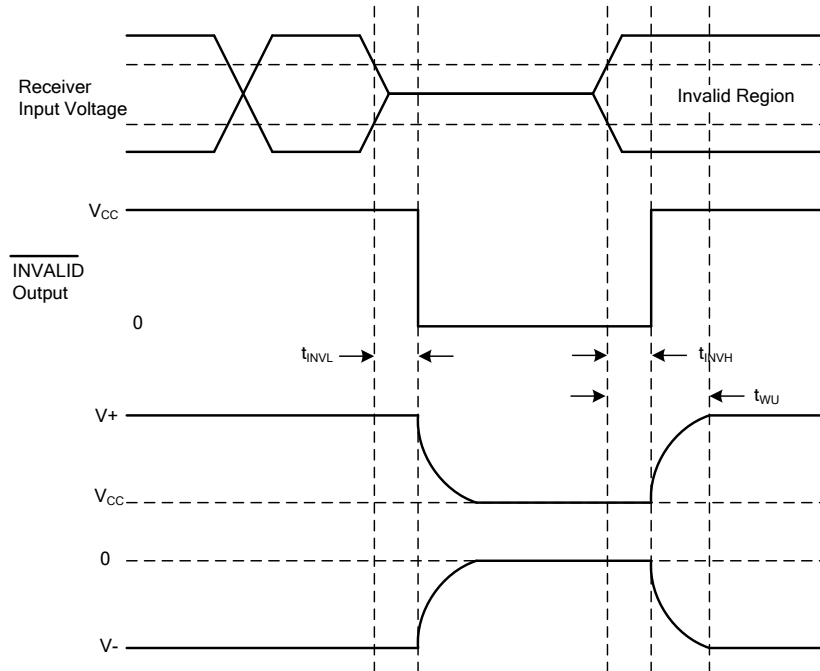 Receiver
Input Voltage
Invalid Region
VCC
INVALID
Output
0
tINVL
tINVH
tWU
V+
VCC
0
V-